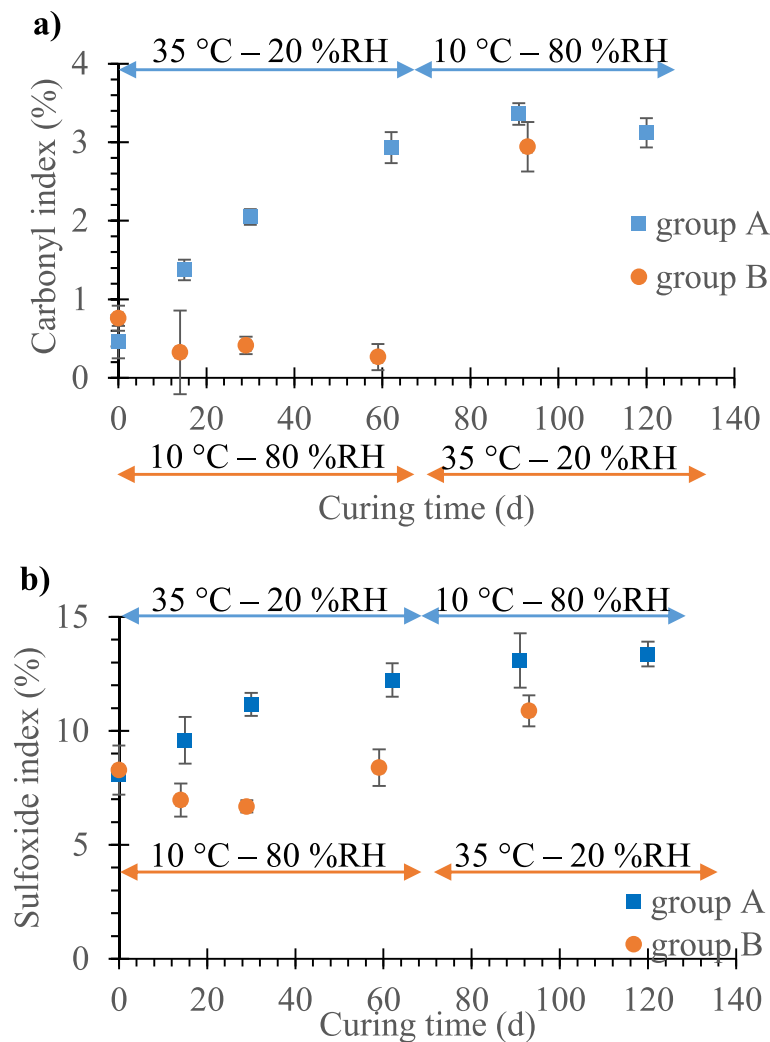 a)
35 °C – 20 %RH 10 °C – 80 %RH
4
3
2
1
0
Carbonyl index (%)
group A
group B
0 20 40 60 80 100 120 140
10 °C – 80 %RH 35 °C – 20 %RH
Curing time (d)
b)
35 °C – 20 %RH 10 °C – 80 %RH
15
10
5
0
Sulfoxide index (%)
10 °C – 80 %RH 35 °C – 20 %RH
group A
group B
0 20 40 60 80 100 120 140
Curing time (d)